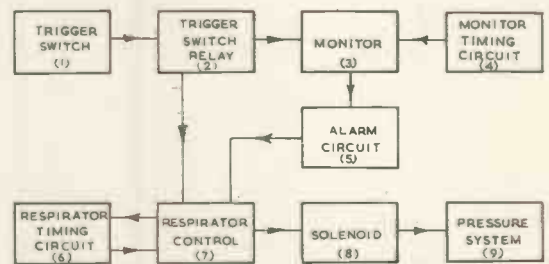 TRIGGER
SWITCH
(1)
TRIGGER
SWITCH
RELAY
(2)
MONITOR
(3)
MONITOR
TIMING
CIRCUIT
(4)
ALARM
CIRCUIT
(5)
RESPIRATOR
TIMING
CIRCUIT
(6)
RESPIRATOR
CONTROL
(7)
SOLENOID
(8)
PRESSURE
SYSTEM
(9)